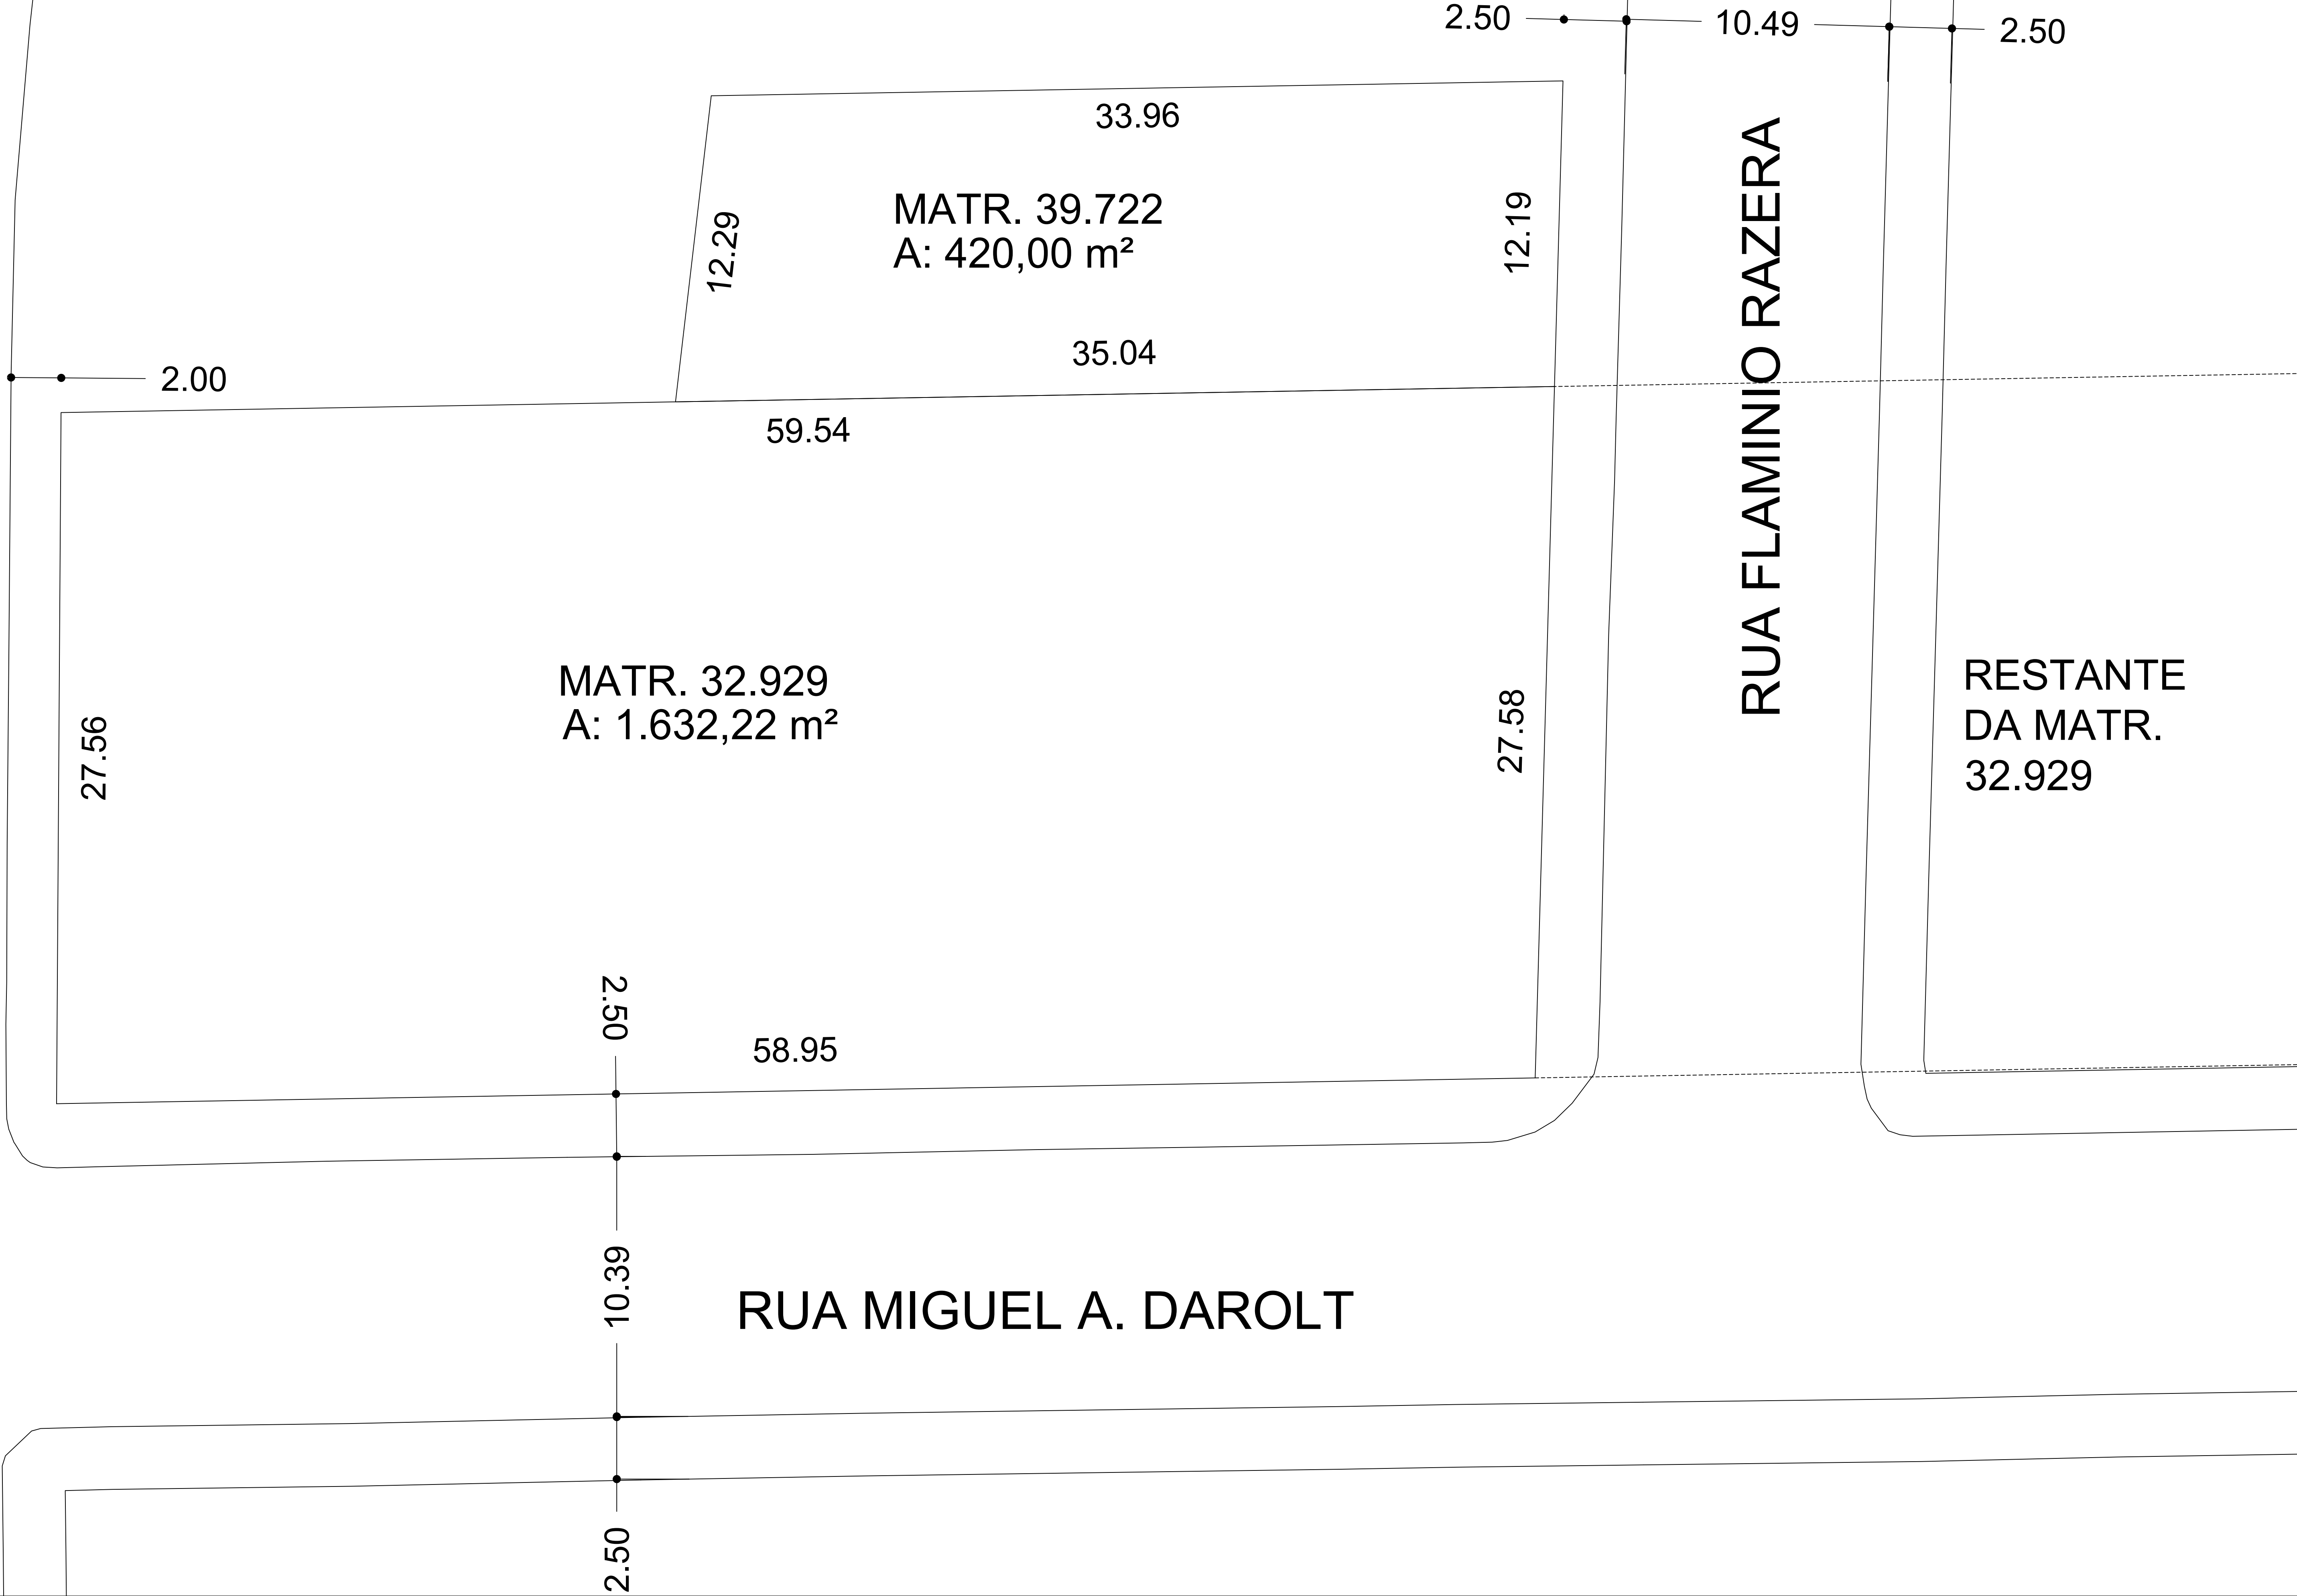 2.50
10.49
2.50
33.96
MATR. 39.722
A: 420,00 m²
12.29
12.19
35.04
2.00
59.54
RUA FLAMINIO RAZERA
MATR. 32.929
A: 1.632,22 m²
27.56
27.58
RESTANTE
DA MATR.
32.929
2.50
58.95
10.39
RUA MIGUEL A. DAROLT
2.50